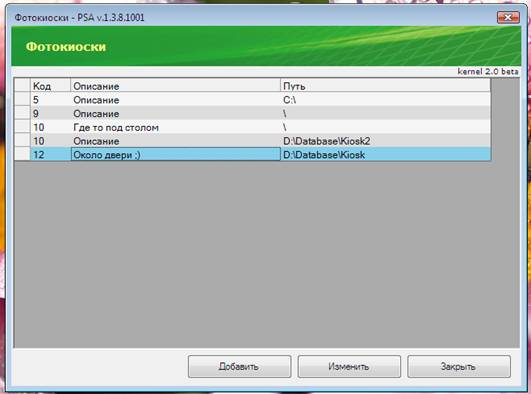 Фотокиоски - PSA v.1.3.8.1001
Фотокиоски
kernel 2.0 beta
Код Описание Путь
5 Описание C:\
9 Описание \
10 Где то под столом \
10 Описание D:\Database\Kiosk2
12 Около двери ;) D:\Database\Kiosk
Добавить Изменить Закрыть